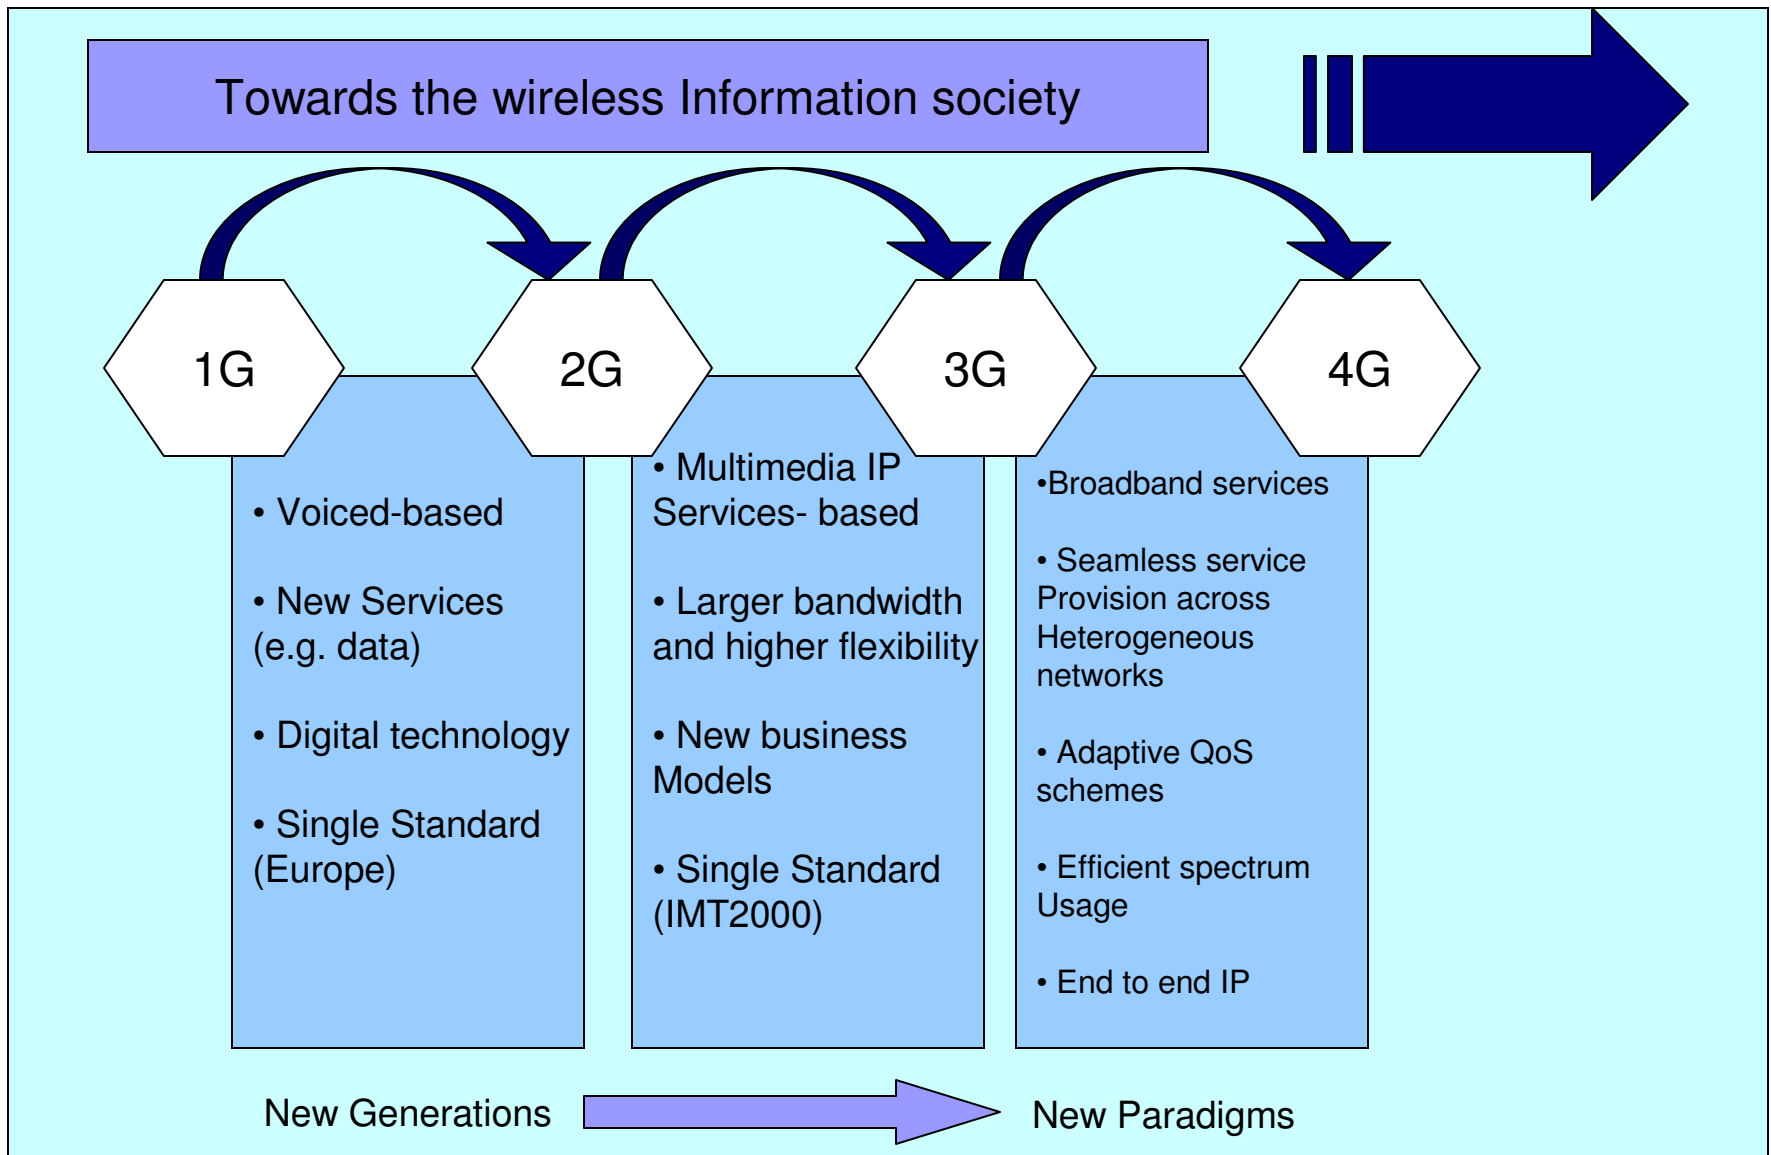 Towards the wireless Information society
1G
2G
3G
4G
• Voiced-based
• New Services
(e.g. data)
• Digital technology
• Single Standard
(Europe)
• Multimedia IP
Services- based
• Larger bandwidth
and higher flexibility
• New business
Models
• Single Standard
(IMT2000)
•Broadband services
• Seamless service
Provision across
Heterogeneous
networks
• Adaptive QoS
schemes
• Efficient spectrum
Usage
• End to end IP
New Generations
New Paradigms